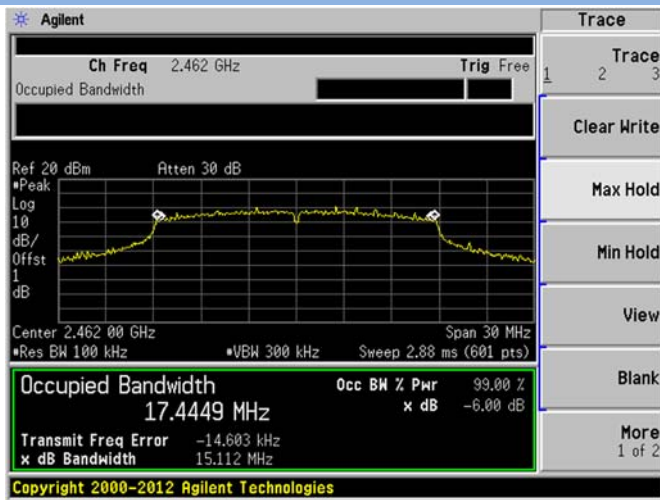 Agilent
Trace
Ch Freq 2.462 GHz Trig Free
Occupied Bandwidth
Trace
1 2 3
Clear Write
Max Hold
Min Hold
View
Blank
More
1 of 2
Ref 20 dBm Atten 30 dB
Peak
Log
10
dB/
Offst
1
dB
Center 2.462 00 GHz Span 30 MHz
Res BW 100 kHz VBW 300 kHz Sweep 2.88 ms (601 pts)
Occupied Bandwidth
17.4449 MHz
Occ BW % Pwr 99.00 %
x dB -6.00 dB
Transmit Freq Error -14.603 kHz
x dB Bandwidth 15.112 MHz
Copyright 2000-2012 Agilent Technologies